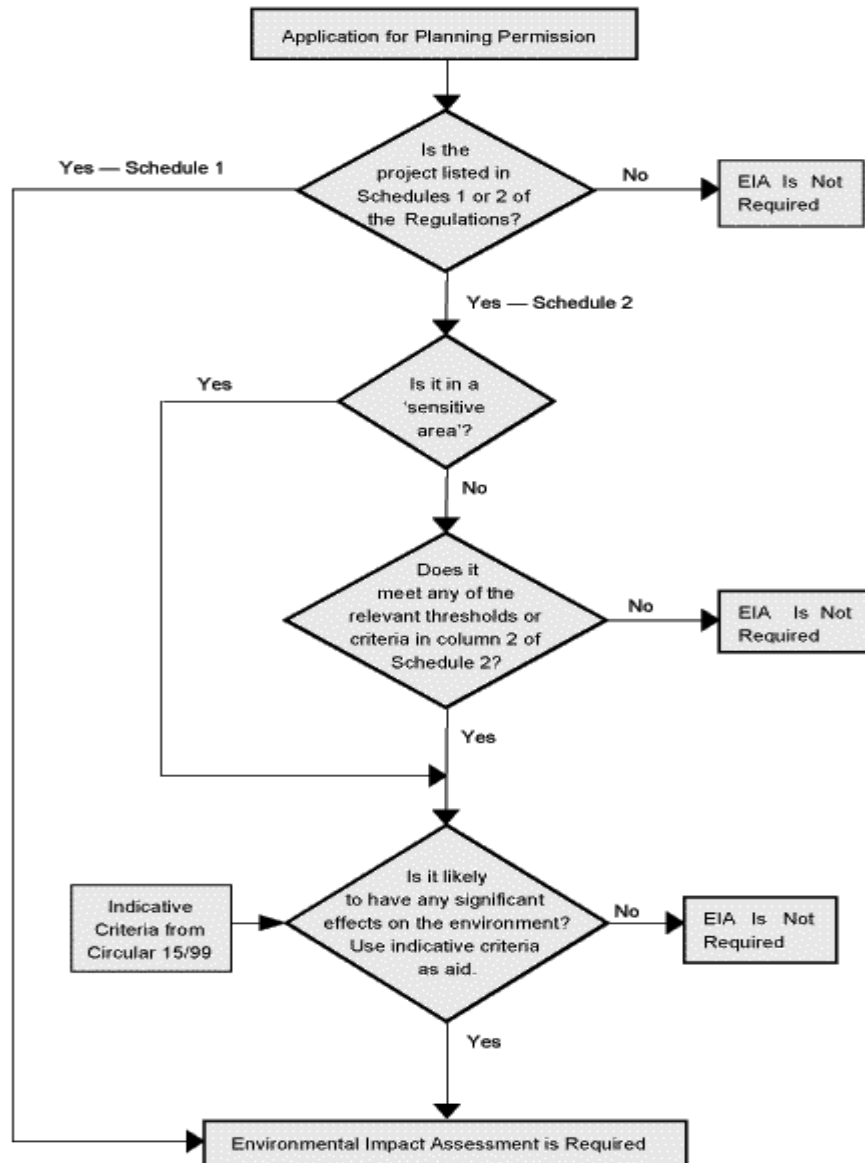 Application for Planning Permission
Is the
project listed in
Schedules 1 or 2 of
the Regulations?
Yes — Schedule 1
No
EIA Is Not
Required
Yes — Schedule 2
Is it in a
'sensitive
area'?
Yes
No
Does it
meet any of the
relevant thresholds or
criteria in column 2 of
Schedule 2?
No
EIA Is Not
Required
Yes
Indicative
Criteria from
Circular 15/99
Is it likely
to have any significant
effects on the environment?
Use indicative criteria
as aid.
No
EIA Is Not
Required
Yes
Environmental Impact Assessment is Required